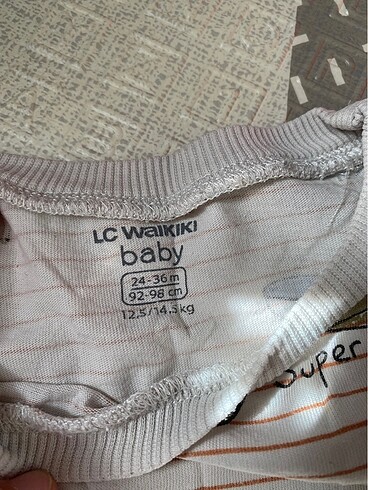 LC Waikiki
baby
24-36 m
92-98 cm
12.5/14.5 kg
Super